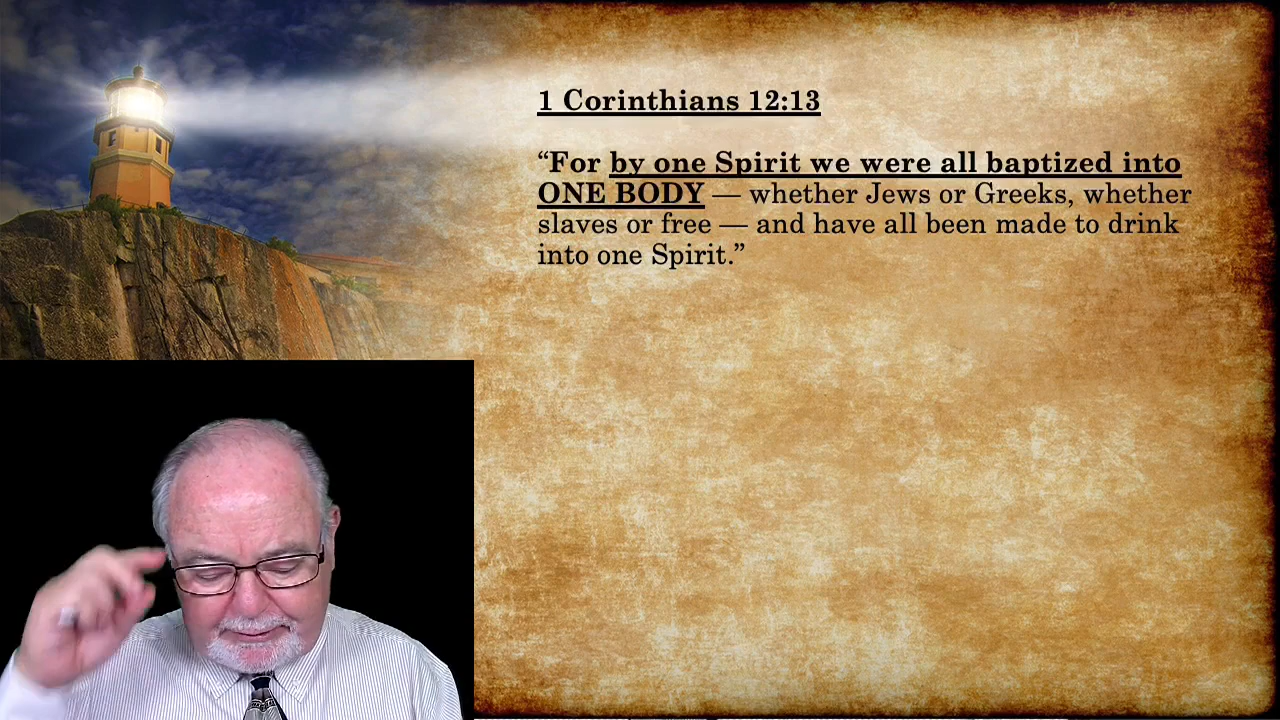 1 Corinthians 12:13
“For by one Spirit we were all baptized into
ONE BODY — whether Jews or Greeks, whether
slaves or free — and have all been made to drink
into one Spirit.”